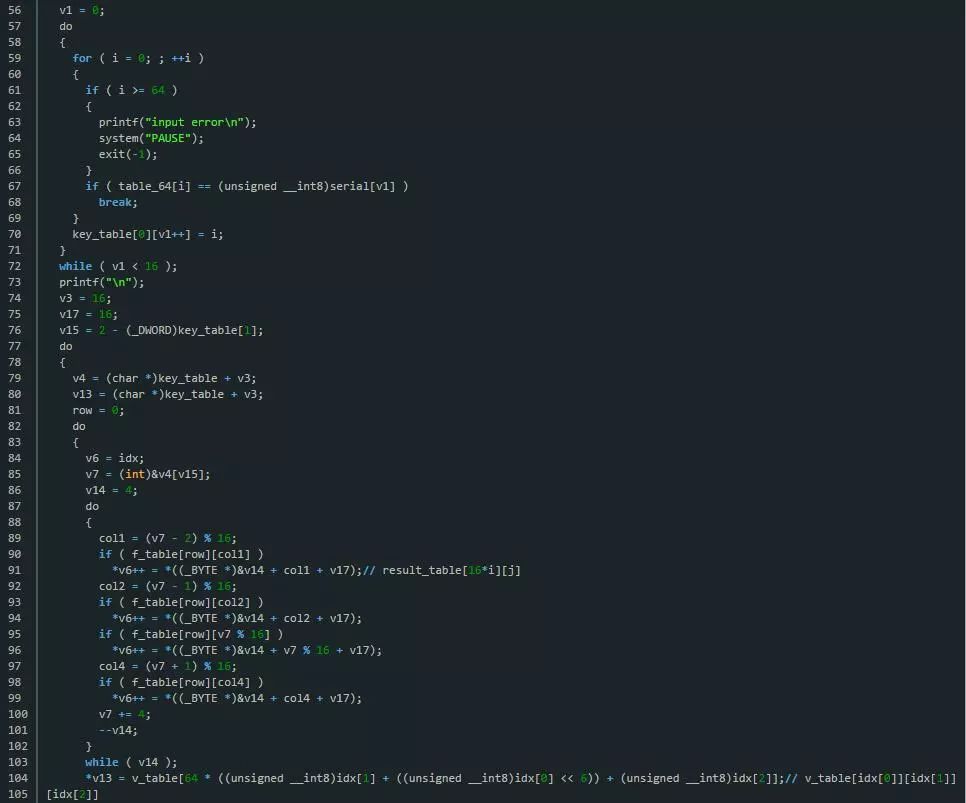 56 v1 = 0;
57 do
58 {
59 for ( i = 0; ; ++i )
60 {
61 if ( i >= 64 )
62 {
63 printf("input error\n");
64 system("PAUSE");
65 exit(-1);
66 }
67 if ( table_64[i] == (unsigned __int8)serial[v1] )
68 break;
69 }
70 key_table[0][v1++] = i;
71 }
72 while ( v1 < 16 );
73 printf("\n");
74 v3 = 16;
75 v17 = 16;
76 v15 = 2 - (_DWORD)key_table[1];
77 do
78 {
79 v4 = (char *)key_table + v3;
80 v13 = (char *)key_table + v3;
81 row = 0;
82 do
83 {
84 v6 = idx;
85 v7 = (int)&v4[v15];
86 v14 = 4;
87 do
88 {
89 col1 = (v7 - 2) % 16;
90 if ( f_table[row][col1] )
91 *v6++ = *((_BYTE *)&v14 + col1 + v17);// result_table[16*i][j]
92 col2 = (v7 - 1) % 16;
93 if ( f_table[row][col2] )
94 *v6++ = *((_BYTE *)&v14 + col2 + v17);
95 if ( f_table[row][v7 % 16] )
96 *v6++ = *((_BYTE *)&v14 + v7 % 16 + v17);
97 col4 = (v7 + 1) % 16;
98 if ( f_table[row][col4] )
99 *v6++ = *((_BYTE *)&v14 + col4 + v17);
100 v7 += 4;
101 --v14;
102 }
103 while ( v14 );
104 *v13 = v_table[64 * ((unsigned __int8)idx[1] + ((unsigned __int8)idx[0] << 6)) + (unsigned __int8)idx[2]];// v_table[idx[0]][idx[1]]
105 [idx[2]]